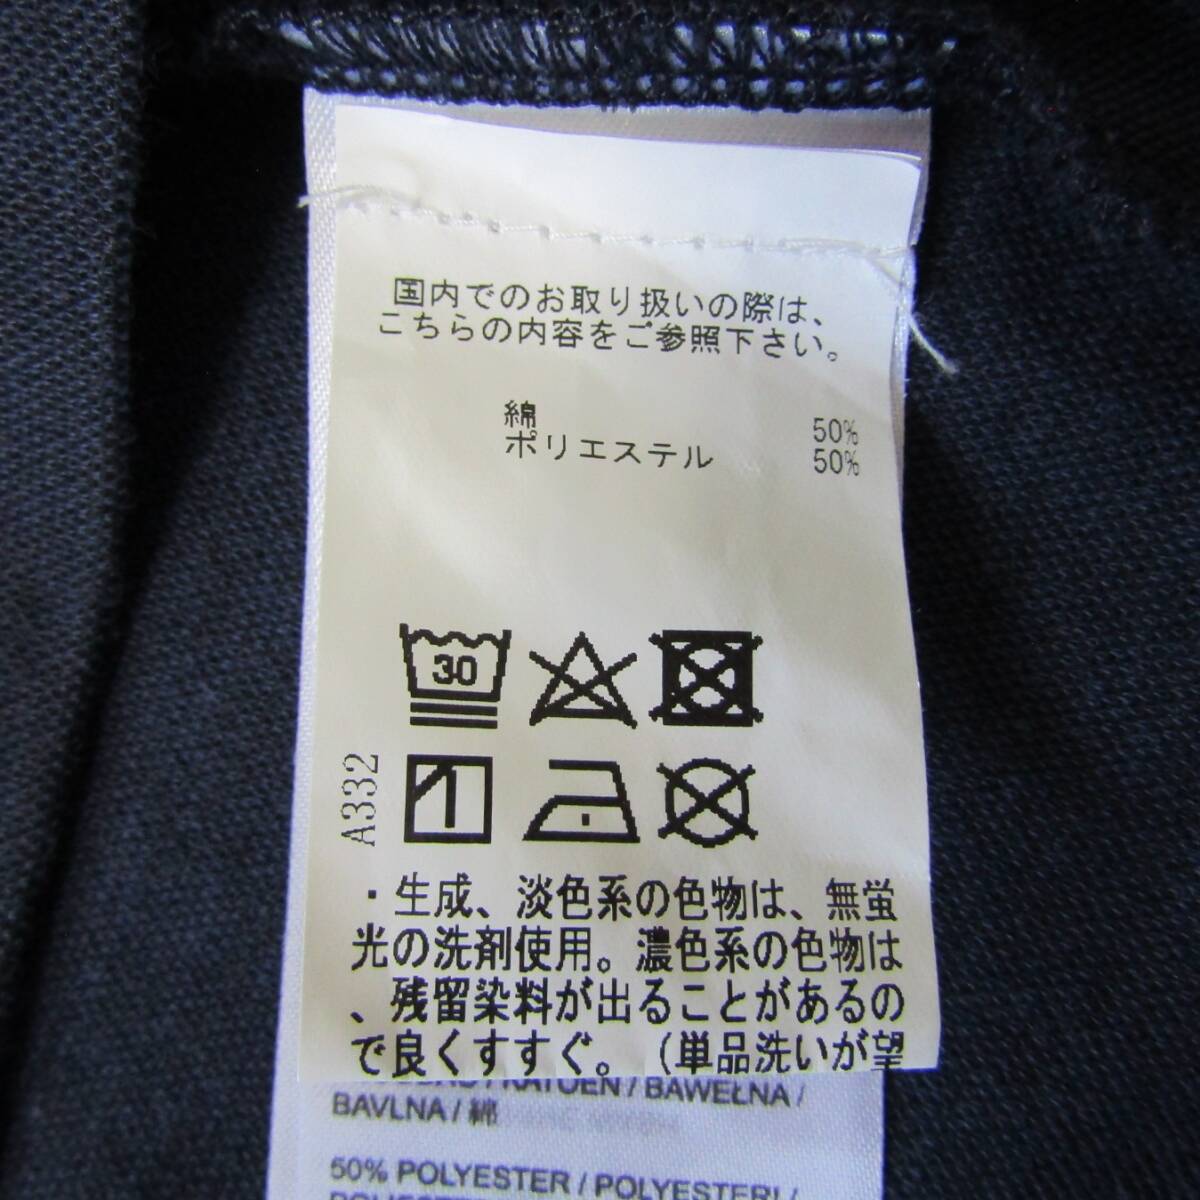 国内でのお取り扱いの際は、
こちらの内容をご参照下さい。
綿 50%
ポリエステル 50%
30
A332
・生成、淡色系の色物は、無蛍
光の洗剤使用。濃色系の色物は
、残留染料が出ることがあるの
で良くすすぐ。（単品洗いが望
/ KATOEN / BAWEŁNA /
BAVLNA / 綿
50% POLYESTER / POLYESTERI /